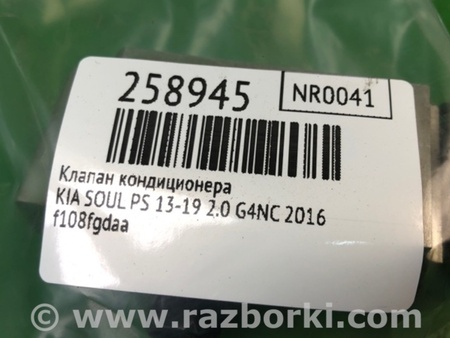 258945
NR0041
Клапан кондиционера
KIA SOUL PS 13-19 2.0 G4NC 2016
f108fgdaa
www.razborki.com